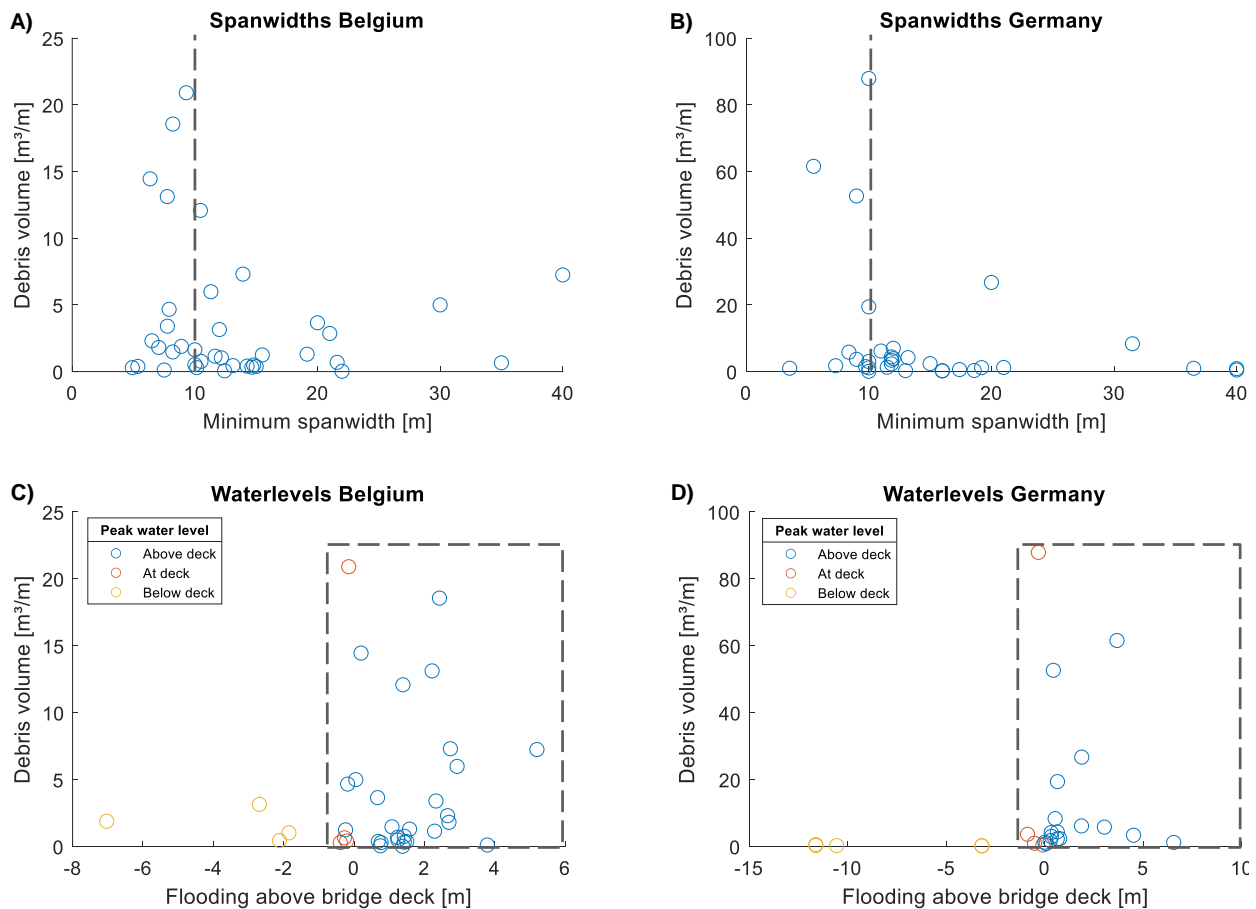 A)
Spanwidths Belgium
25
20
15
10
5
0
0 10 20 30 40
Debris volume [m³/m]
Minimum spanwidth [m]
B)
Spanwidths Germany
100
80
60
40
20
0
0 10 20 30 40
Debris volume [m³/m]
Minimum spanwidth [m]
C)
Waterlevels Belgium
Peak water level
Above deck
At deck
Below deck
25
20
15
10
5
0
-8 -6 -4 -2 0 2 4 6
Debris volume [m³/m]
Flooding above bridge deck [m]
D)
Waterlevels Germany
Peak water level
Above deck
At deck
Below deck
100
80
60
40
20
0
-15 -10 -5 0 5 10
Debris volume [m³/m]
Flooding above bridge deck [m]